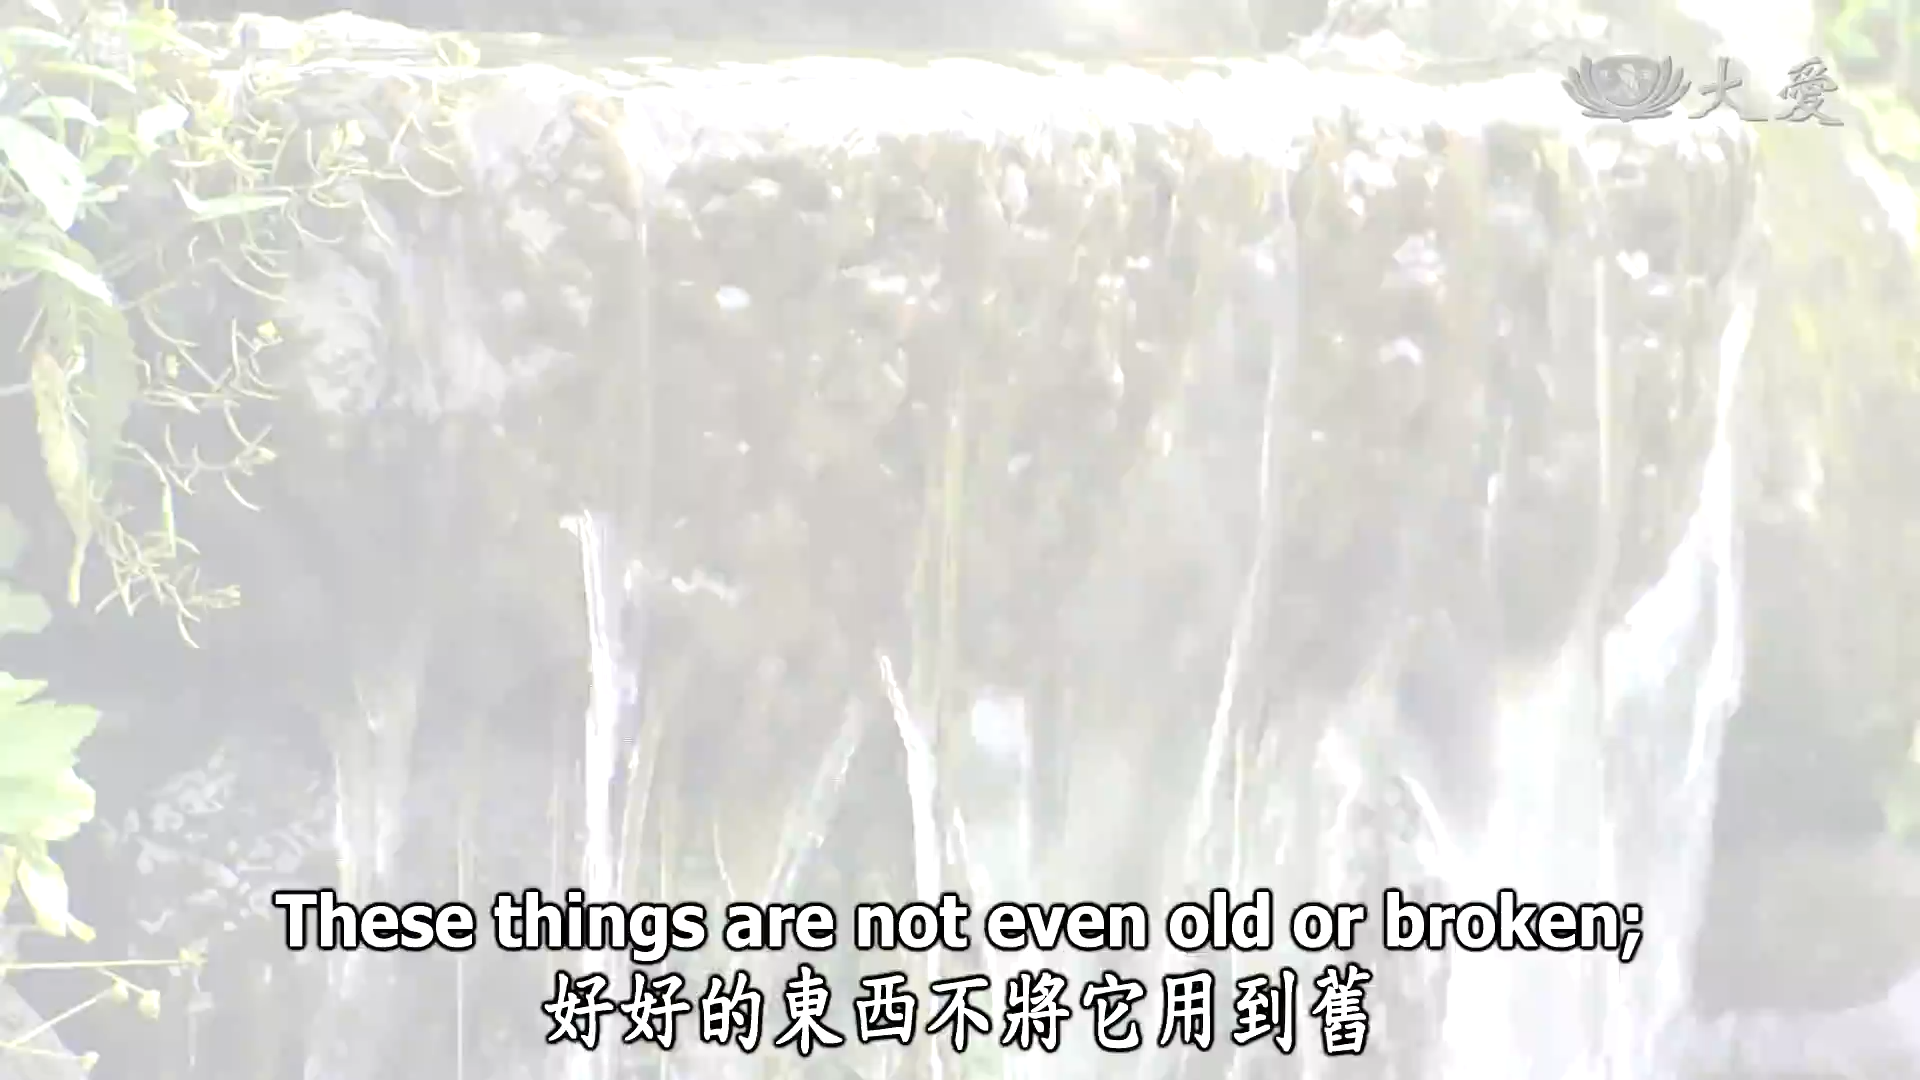 大愛
These things are not even old or broken;
好好的東西不將它用到舊